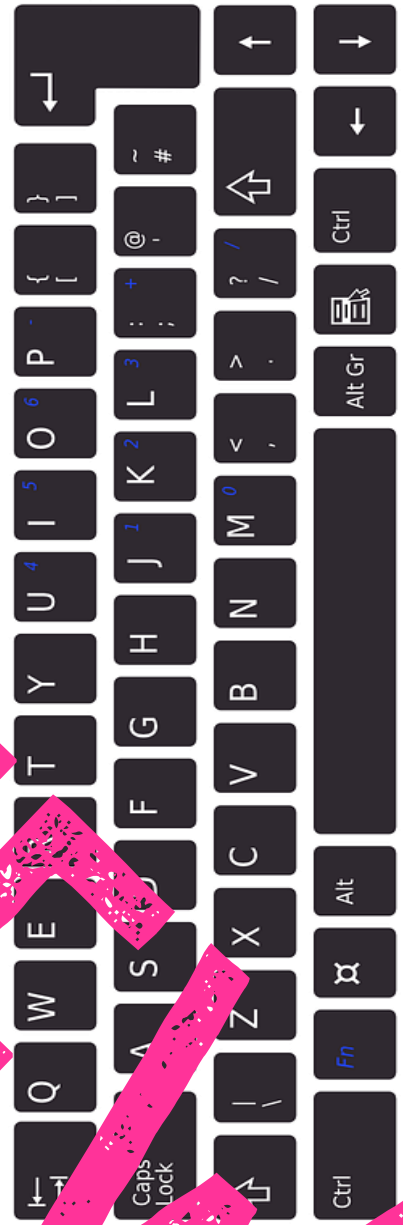 Q W E T Y U 4 I 5 O 6 P - { [ } ]
Caps Lock A S F G H J 1 K 2 L 3 : ; + @ ' ~ #
| \ Z X C V B N M 0 < , > . ? / /
Ctrl Fn ¤ Alt Alt Gr Ctrl